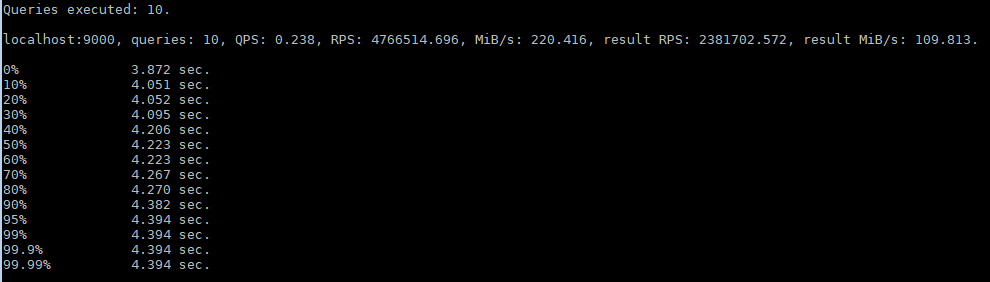 Queries executed: 10.
localhost:9000, queries: 10, QPS: 0.238, RPS: 4766514.696, MiB/s: 220.416, result RPS: 2381702.572, result MiB/s: 109.813.
0% 3.872 sec.
10% 4.051 sec.
20% 4.052 sec.
30% 4.095 sec.
40% 4.206 sec.
50% 4.223 sec.
60% 4.223 sec.
70% 4.267 sec.
80% 4.270 sec.
90% 4.382 sec.
95% 4.394 sec.
99% 4.394 sec.
99.9% 4.394 sec.
99.99% 4.394 sec.